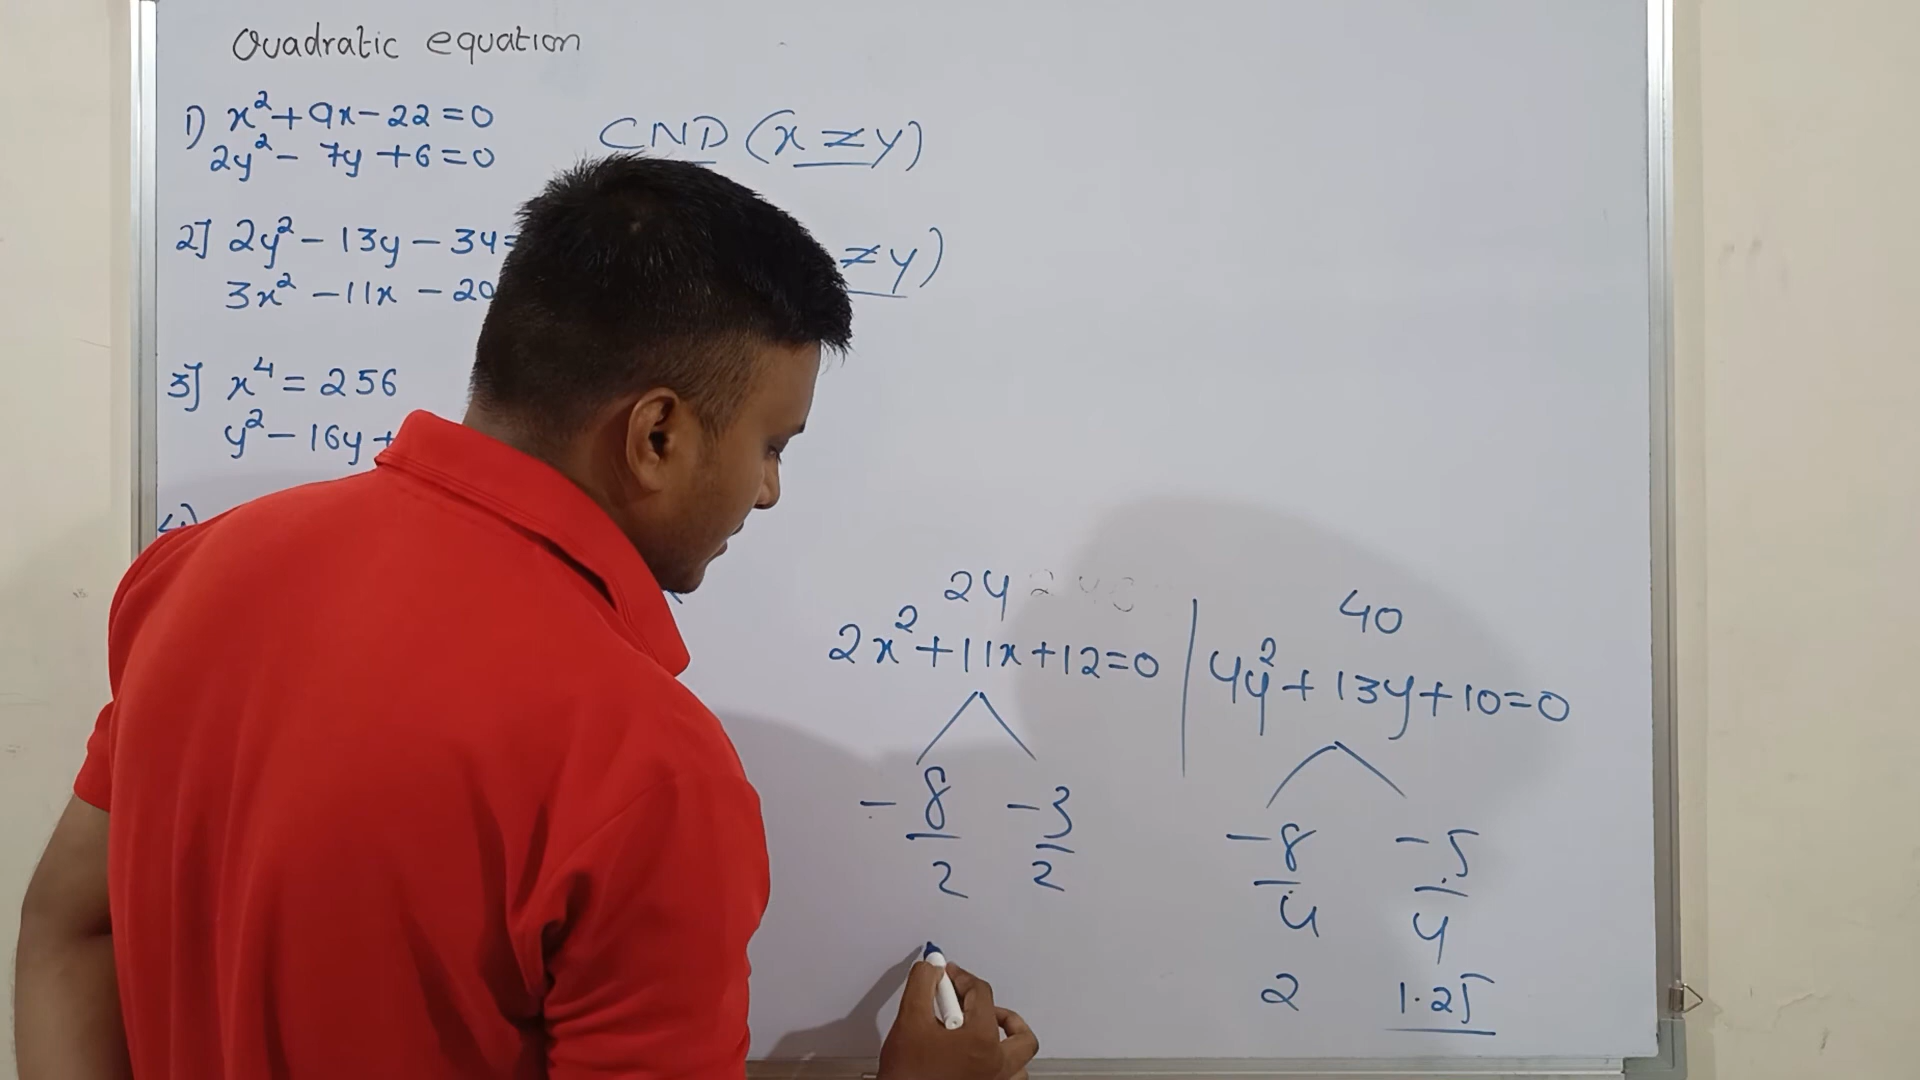 Quadratic equation
1) x² + 9x - 22 = 0
2y² - 7y + 6 = 0
CND (x ≠ y)
2] 2y² - 13y - 34 =
3x² - 11x - 20
≠ y)
3] x⁴ = 256
y² - 16y +
4)
24
2x² + 11x + 12 = 0
-8/2 -3/2
40
4y² + 13y + 10 = 0
-8/4 -5/4
2 1.25